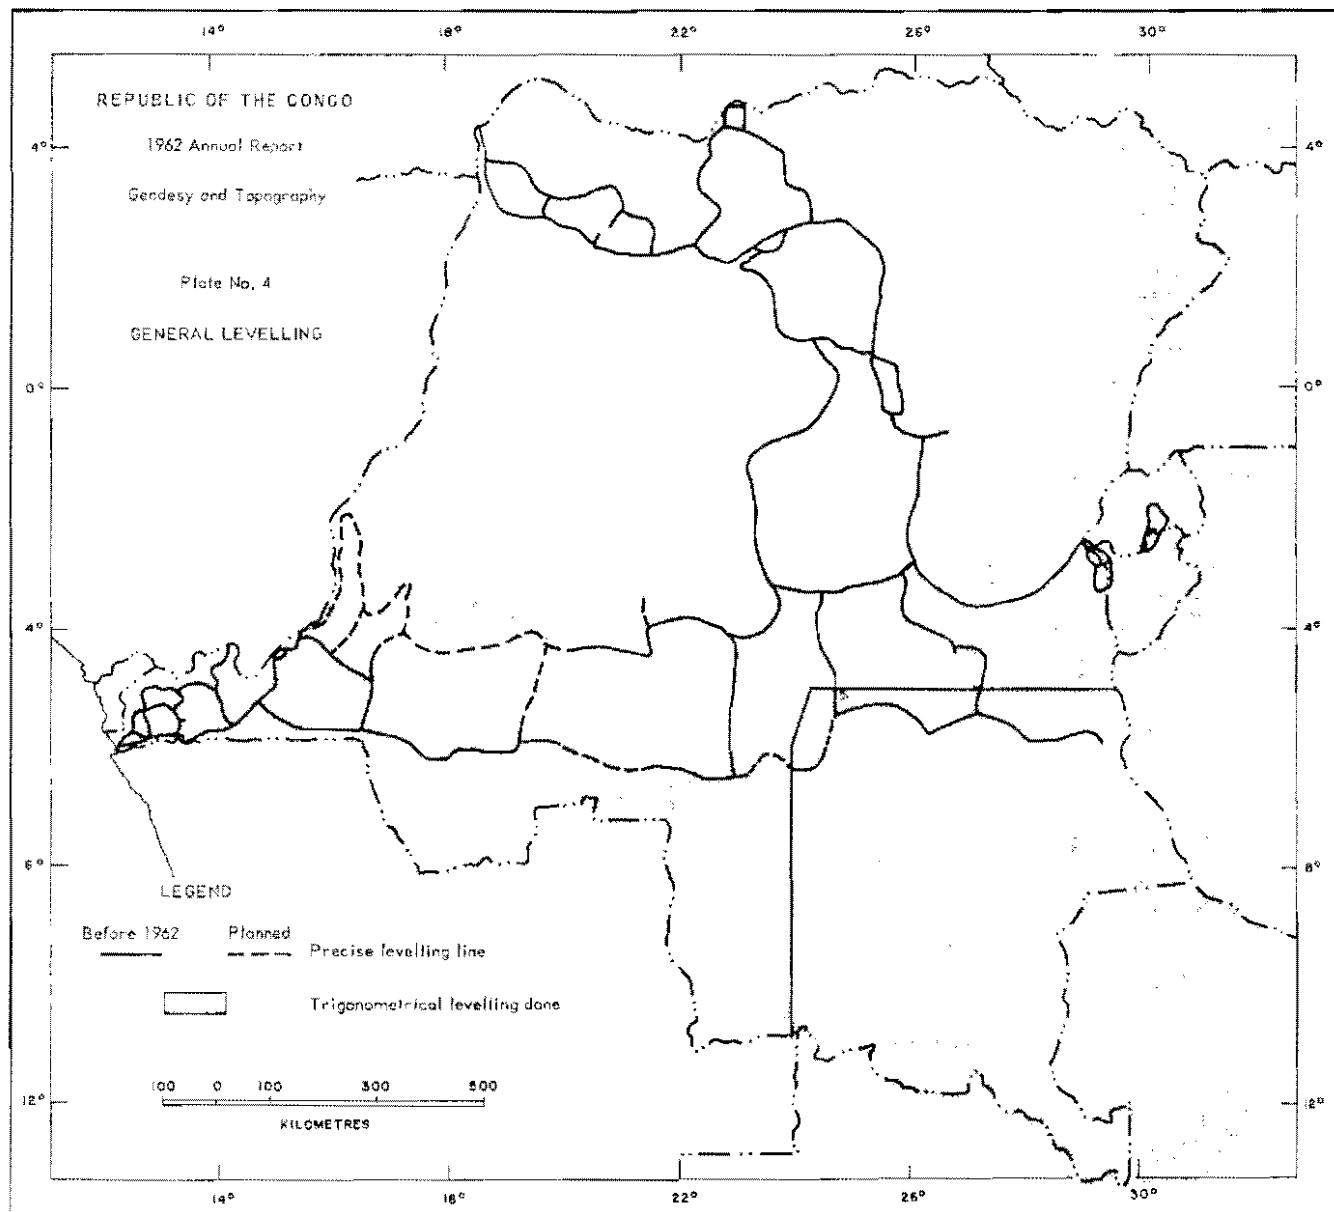 14° 18° 22° 26° 30°
REPUBLIC OF THE CONGO
1962 Annual Report
4° 4°
Geodesy and Topography
Plate No. 4
GENERAL LEVELLING
0° 0°
4° 4°
8° 8°
LEGEND
Before 1962 Planned
Precise levelling line
Trigonometrical levelling done
100 0 100 300 500
KILOMETRES
12° 12°
14° 18° 22° 26° 30°